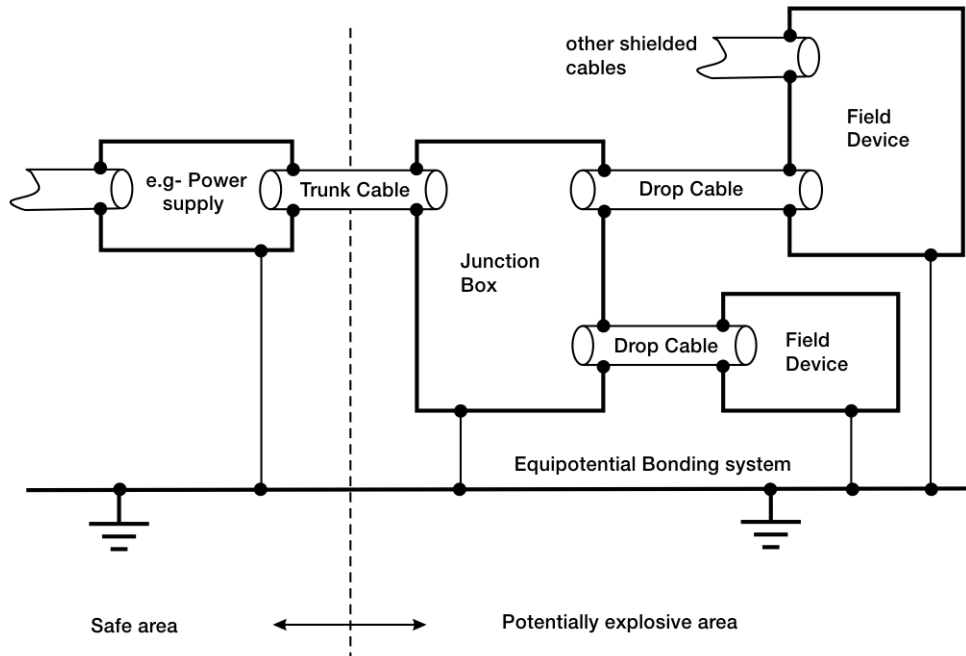 other shielded
cables
Field
Device
e.g- Power
supply
Trunk Cable
Drop Cable
Junction
Box
Drop Cable
Field
Device
Equipotential Bonding system
Safe area
Potentially explosive area